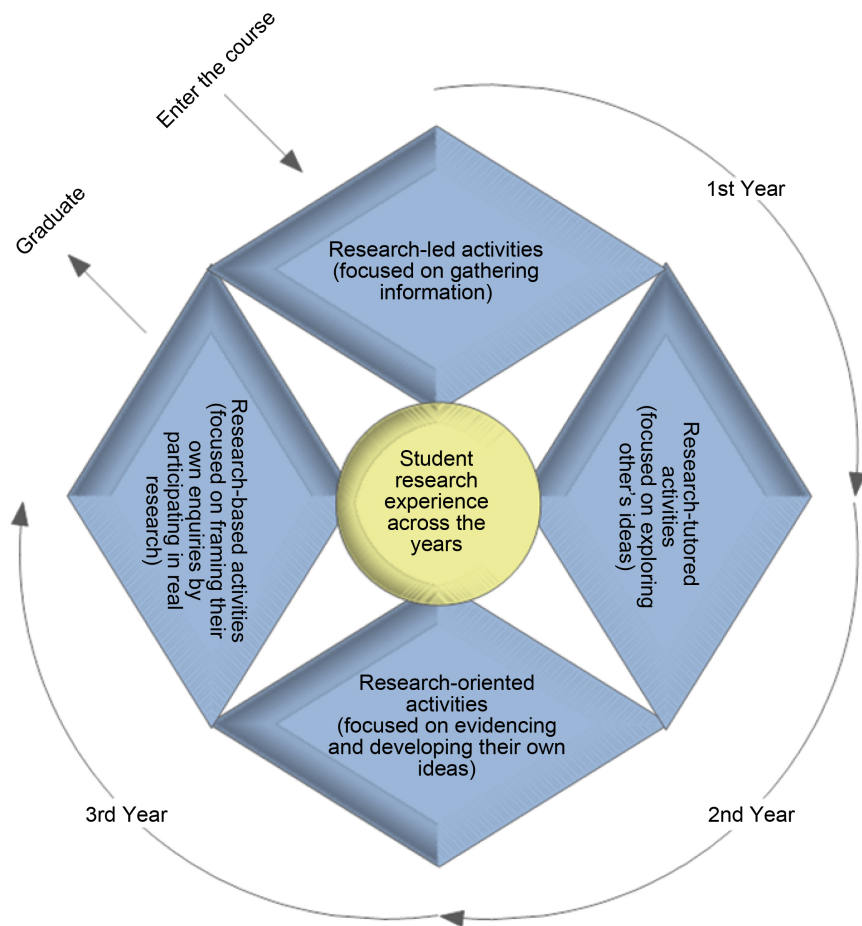 Enter the course
Graduate
1st Year
Research-led activities
(focused on gathering
information)
Research-tutored
activities
(focused on exploring
other's ideas)
Student
research
experience
across the
years
Research-based activities
(focused on framing their
own enquiries by
participating in real
research)
Research-oriented
activities
(focused on evidencing
and developing their own
ideas)
3rd Year
2nd Year